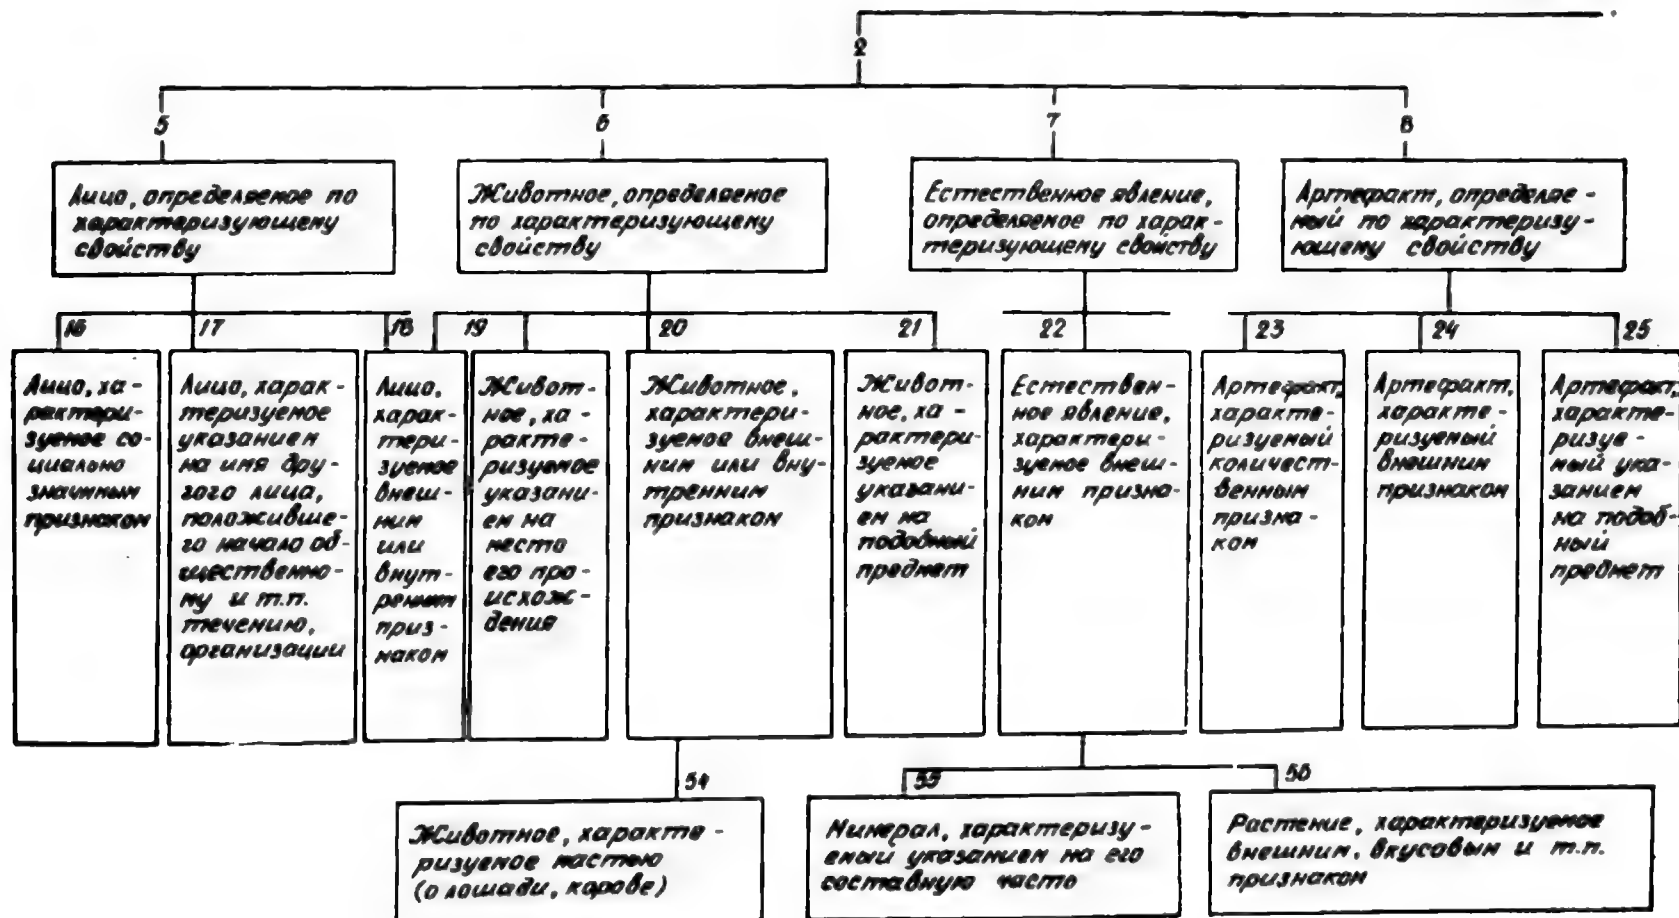 2
5
6
7
8
Лицо, определяемое по
характеризующему
свойству
Животное, определяемое
по характеризующему
свойству
Естественное явление,
определяемое по харак-
теризующему свойству
Артефакт, определяе-
мый по характеризу-
ющему свойству
16
17
18
19
20
21
22
23
24
25
Лицо, ха-
рактери-
зуемое со-
циально
значимым
признаком
Лицо, харак-
теризуемое
указанием
на имя дру-
гого лица,
положивше-
го начало об-
щественно-
му и т.п.
течению,
организации
Лицо,
харак-
тери-
зуемое
внеш-
ним
или
внут-
ренним
приз-
наком
Живот-
ное, ха-
ракте-
ризуемое
указани-
ем на
место
его про-
исхож-
дения
Животное,
характери-
зуемое внеш-
ним или вну-
тренним
признаком
Живот-
ное, ха-
рактери-
зуемое
указани-
ем на
подобный
предмет
Естествен-
ное явление,
характери-
зуемое внеш-
ним призна-
ком
Артефакт,
характе-
ризуемый
количест-
венным
призна-
ком
Артефакт,
характе-
ризуемый
внешним
признаком
Артефакт,
характе-
ризуе-
мый ука-
занием
на подоб-
ный
предмет
54
55
56
Животное, характе-
ризуемое мастью
(о лошади, корове)
Минерал, характеризу-
емый указанием на его
составную часть
Растение, характеризуемое
внешним, вкусовым и т.п.
признаком